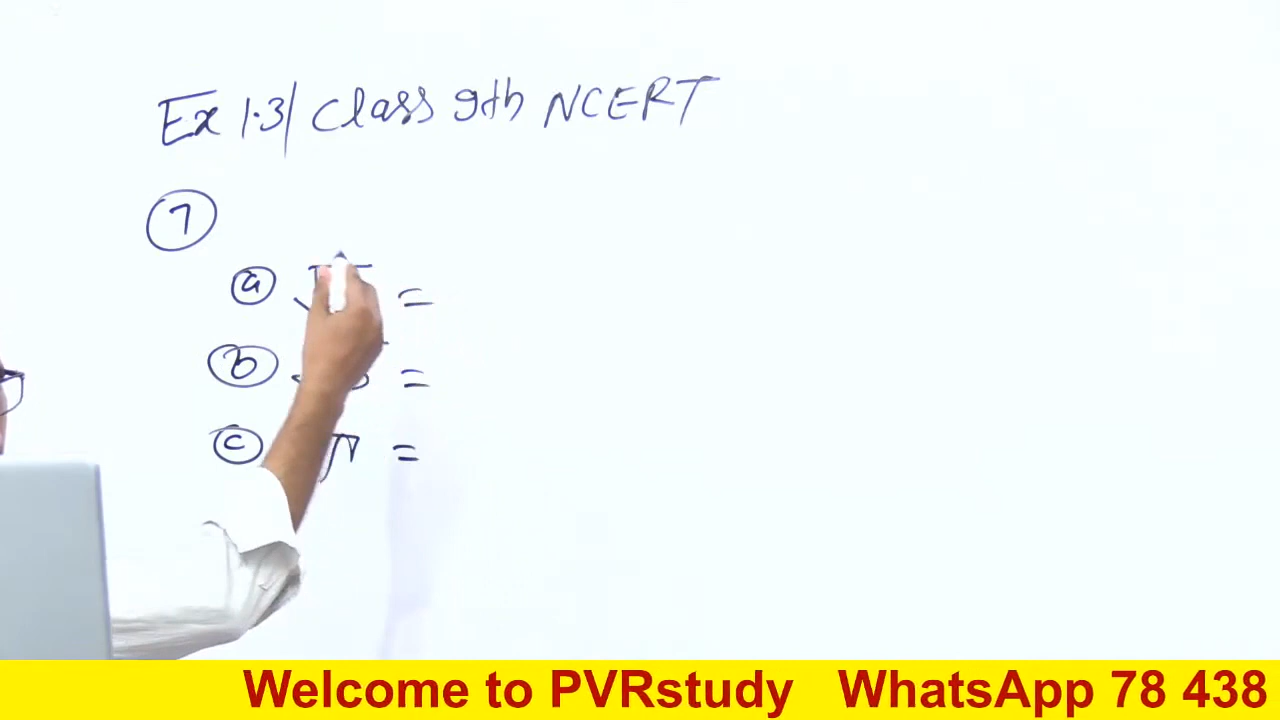 Ex 1.3| Class 9th NCERT
7
a =
b =
c π =
Welcome to PVRstudy WhatsApp 78 438